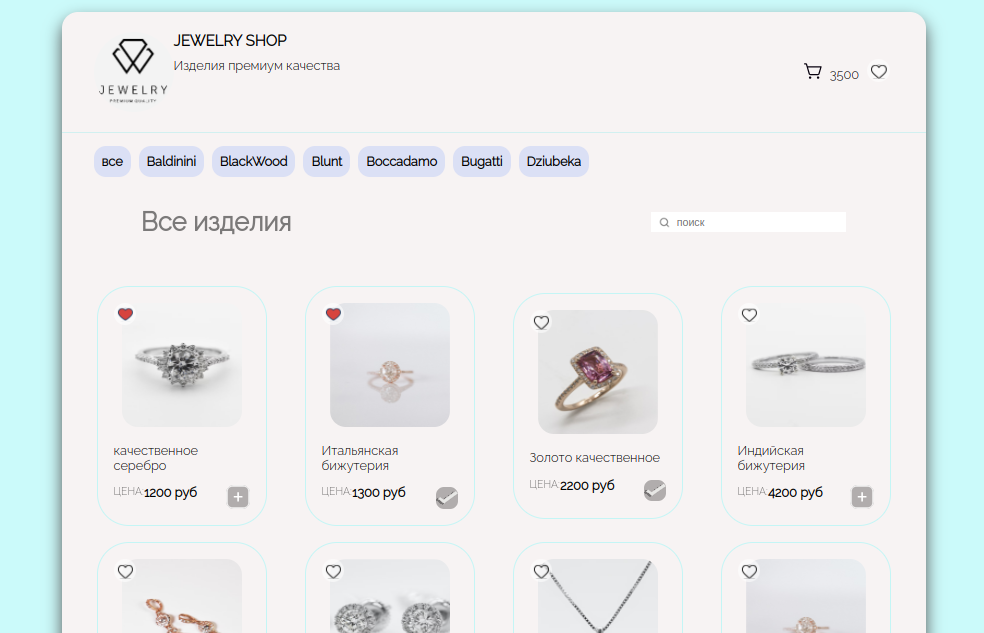 JEWELRY SHOP
Изделия премиум качества
JEWELRY
PREMIUM QUALITY
3500
все
Baldinini
BlackWood
Blunt
Boccadamo
Bugatti
Dziubeka
Все изделия
поиск
качественное
серебро
ЦЕНА: 1200 руб
Итальянская
бижутерия
ЦЕНА: 1300 руб
Золото качественное
ЦЕНА: 2200 руб
Индийская
бижутерия
ЦЕНА: 4200 руб